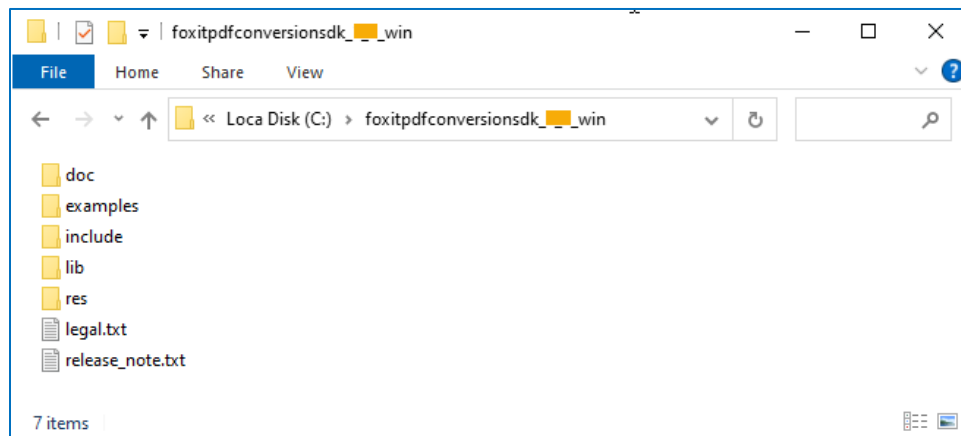 foxitpdfconversionsdk_ _ _win
File Home Share View
« Loca Disk (C:) › foxitpdfconversionsdk_ _ _win
doc
examples
include
lib
res
legal.txt
release_note.txt
7 items